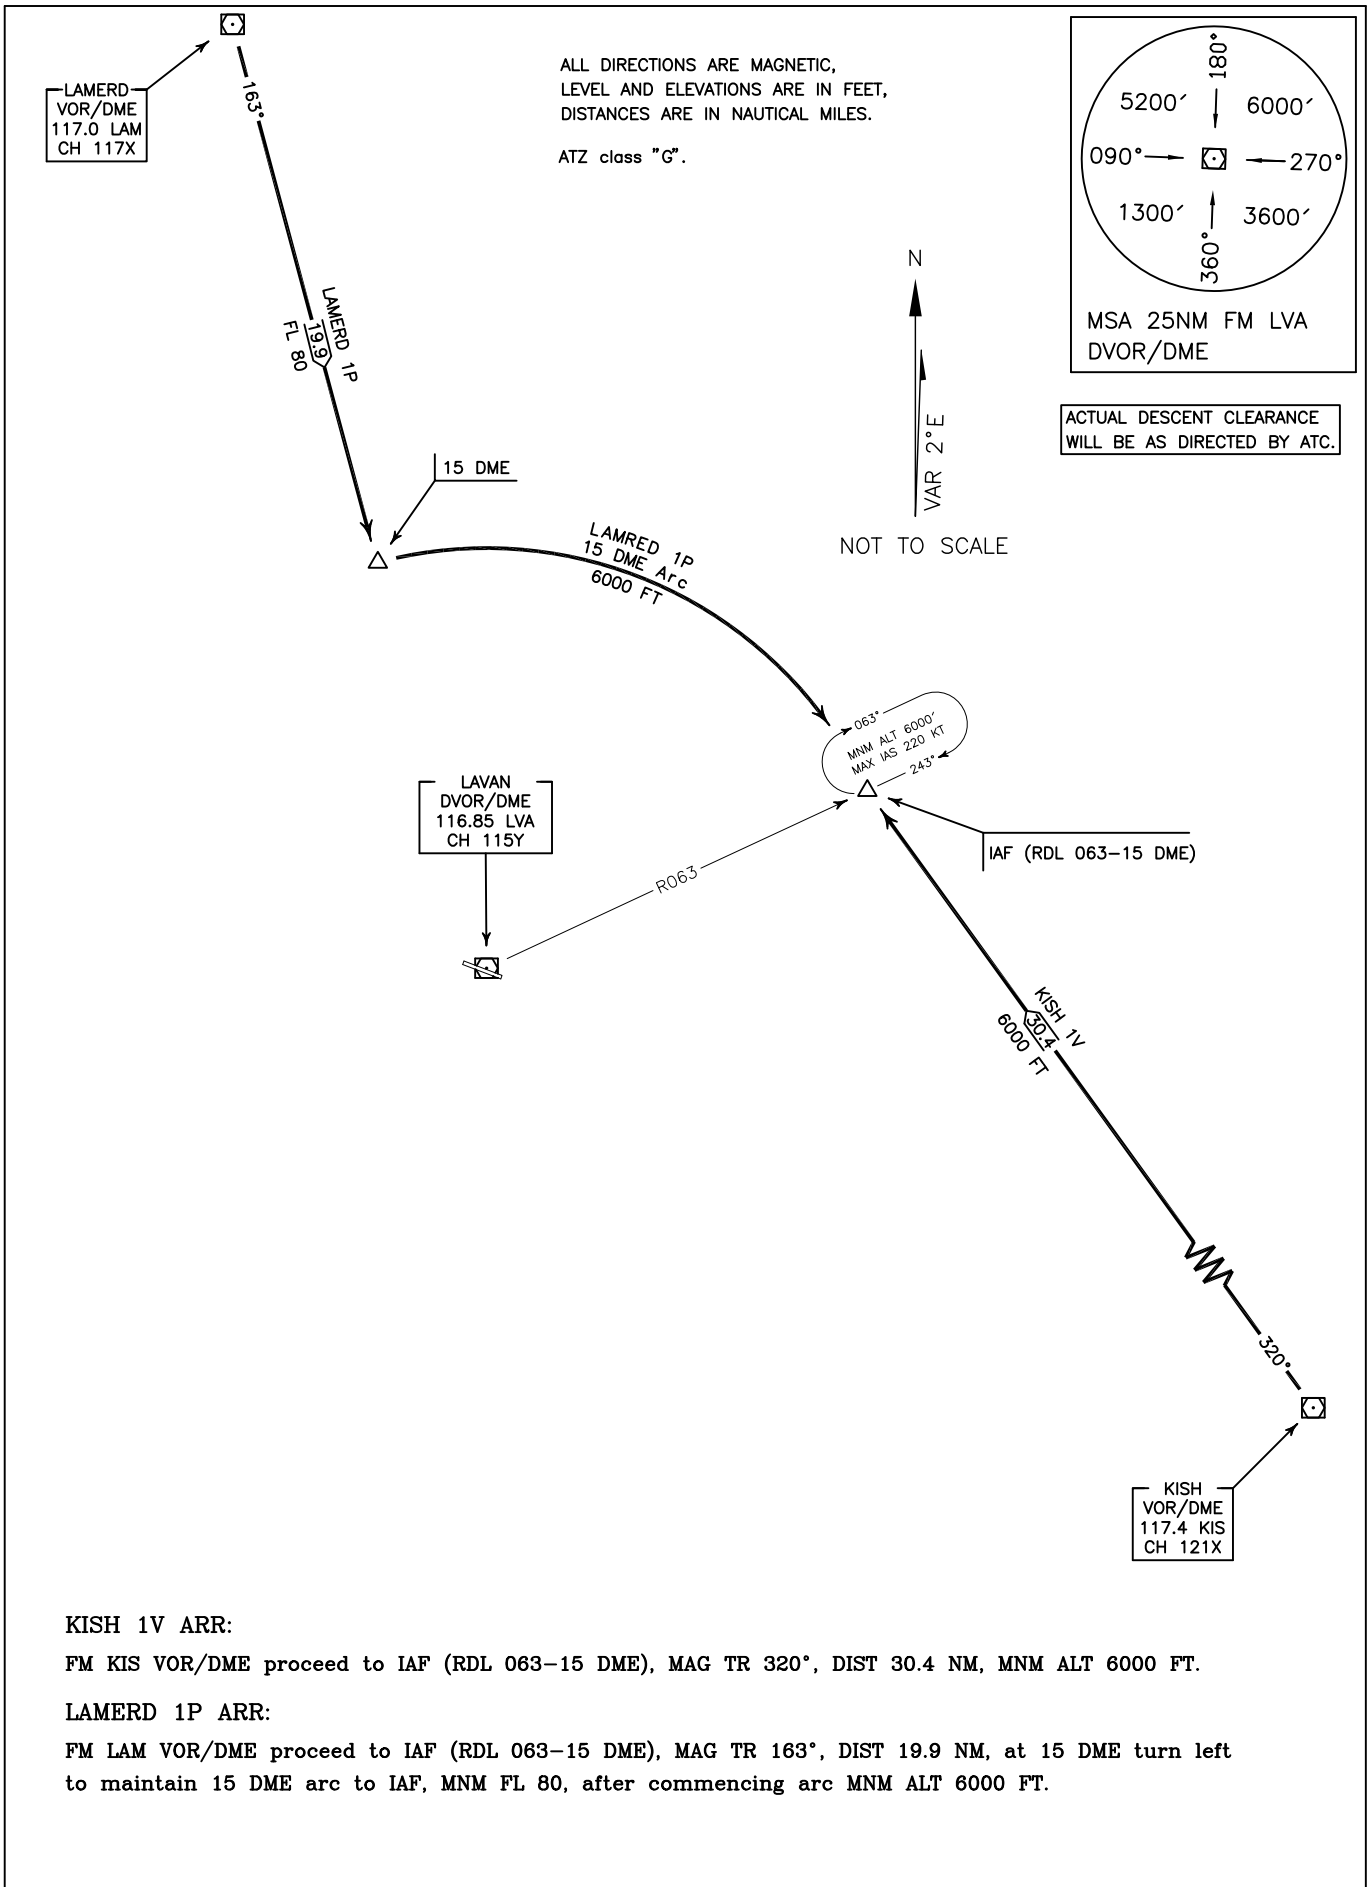 LAMERD
VOR/DME
117.0 LAM
CH 117X
163°
ALL DIRECTIONS ARE MAGNETIC,
LEVEL AND ELEVATIONS ARE IN FEET,
DISTANCES ARE IN NAUTICAL MILES.
ATZ class "G".
180°
5200′
6000′
090°
270°
1300′
3600′
360°
MSA 25NM FM LVA
DVOR/DME
ACTUAL DESCENT CLEARANCE
WILL BE AS DIRECTED BY ATC.
N
VAR 2°E
NOT TO SCALE
LAMERD 1P
19.9
FL 80
15 DME
LAMRED 1P
15 DME Arc
6000 FT
063°
MNM ALT 6000′
MAX IAS 220 KT
243°
LAVAN
DVOR/DME
116.85 LVA
CH 115Y
R063
IAF (RDL 063-15 DME)
KISH 1V
30.4
6000 FT
320°
KISH
VOR/DME
117.4 KIS
CH 121X
KISH 1V ARR:
FM KIS VOR/DME proceed to IAF (RDL 063-15 DME), MAG TR 320°, DIST 30.4 NM, MNM ALT 6000 FT.
LAMERD 1P ARR:
FM LAM VOR/DME proceed to IAF (RDL 063-15 DME), MAG TR 163°, DIST 19.9 NM, at 15 DME turn left
to maintain 15 DME arc to IAF, MNM FL 80, after commencing arc MNM ALT 6000 FT.